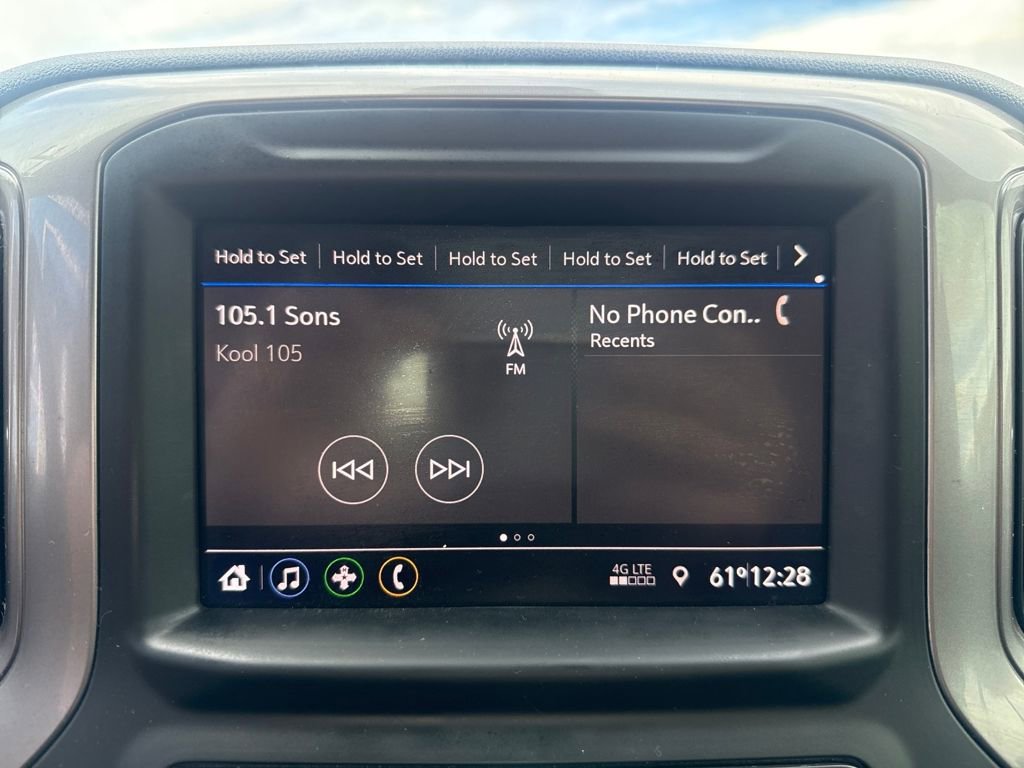 Hold to Set Hold to Set Hold to Set Hold to Set Hold to Set
105.1 Sons
Kool 105
FM
No Phone Con..
Recents
4G LTE
61° 12:28